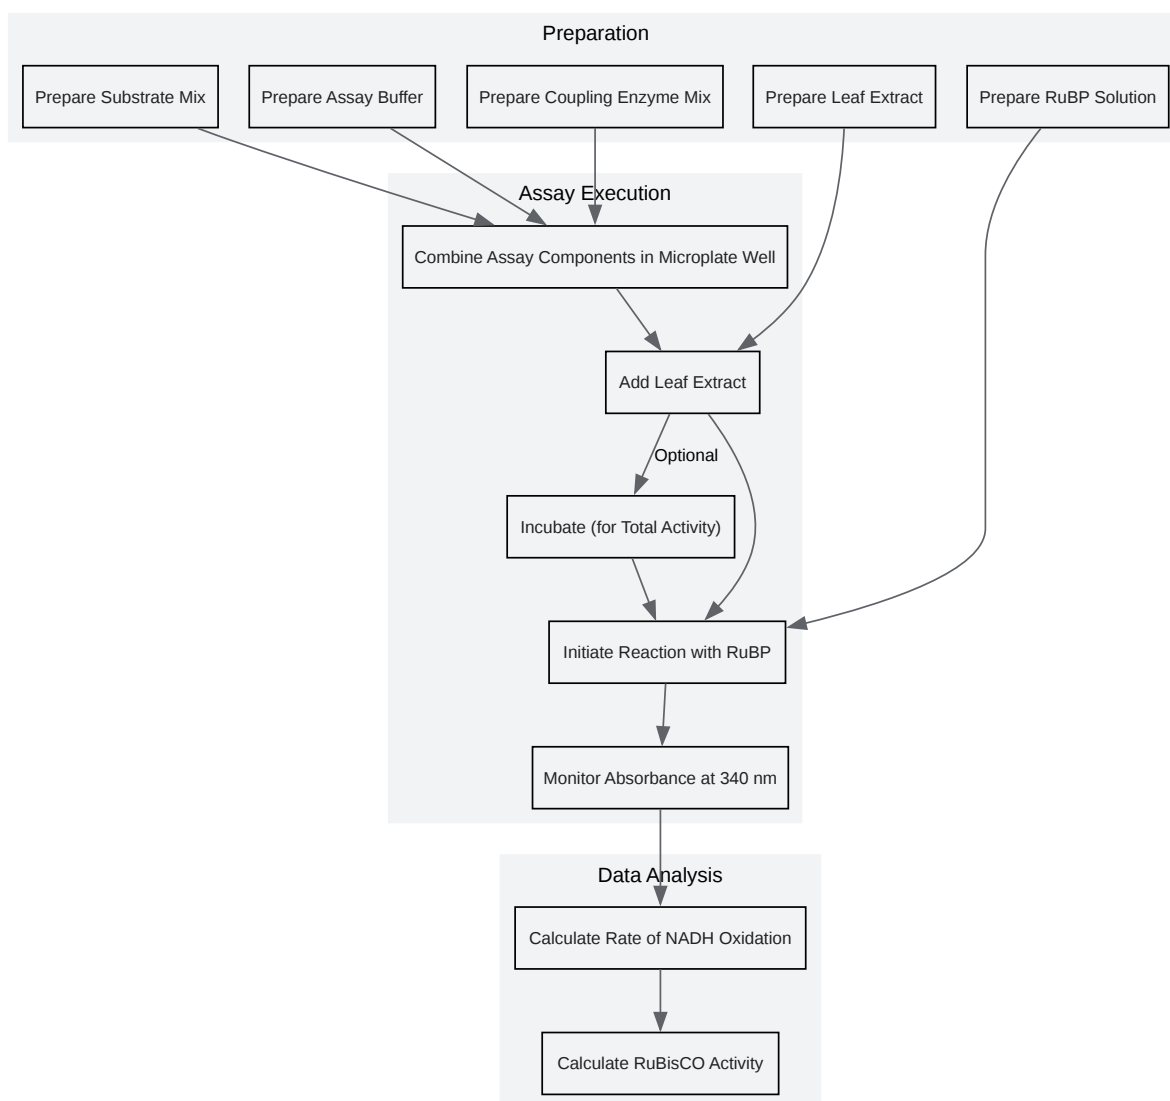 Preparation
Prepare Substrate Mix
Prepare Assay Buffer
Prepare Coupling Enzyme Mix
Prepare Leaf Extract
Prepare RuBP Solution
Assay Execution
Combine Assay Components in Microplate Well
Add Leaf Extract
Optional
Incubate (for Total Activity)
Initiate Reaction with RuBP
Monitor Absorbance at 340 nm
Data Analysis
Calculate Rate of NADH Oxidation
Calculate RuBisCO Activity